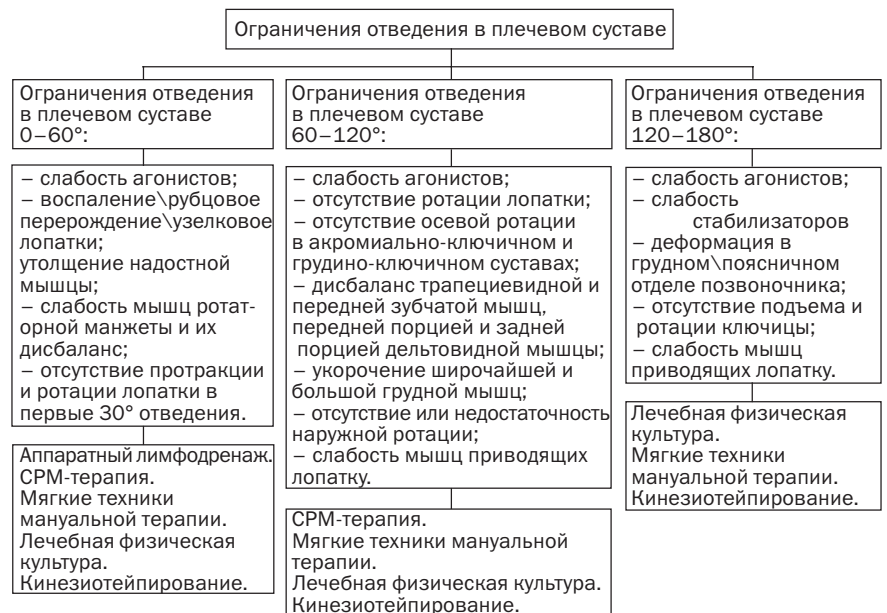 Ограничения отведения в плечевом суставе
Ограничения отведения
в плечевом суставе
0–60°:
– слабость агонистов;
– воспаление\рубцовое
перерождение\узелковое
лопатки;
утолщение надостной
мышцы;
– слабость мышц ротат-
орной манжеты и их
дисбаланс;
– отсутствие протракции
и ротации лопатки в
первые 30° отведения.
Аппаратный лимфодренаж.
СРМ-терапия.
Мягкие техники
мануальной терапии.
Лечебная физическая
культура.
Кинезиотейпирование.
Ограничения отведения
в плечевом суставе
60–120°:
– слабость агонистов;
– отсутствие ротации лопатки;
– отсутствие осевой ротации
в акромиально-ключичном и
грудино-ключичном суставах;
– дисбаланс трапециевидной и
передней зубчатой мышц,
передней порцией и задней
порцией дельтовидной мышцы;
– укорочение широчайшей и
большой грудной мышц;
– отсутствие или недостаточность
наружной ротации;
– слабость мышц приводящих
лопатку.
СРМ-терапия.
Мягкие техники мануальной
терапии.
Лечебная физическая культура.
Кинезиотейпирование.
Ограничения отведения
в плечевом суставе
120–180°:
– слабость агонистов;
– слабость
стабилизаторов
– деформация в
грудном\поясничном
отделе позвоночника;
– отсутствие подъема и
ротации ключицы;
– слабость мышц
приводящих лопатку.
Лечебная физическая
культура.
Мягкие техники
мануальной терапии.
Кинезиотейпирование.